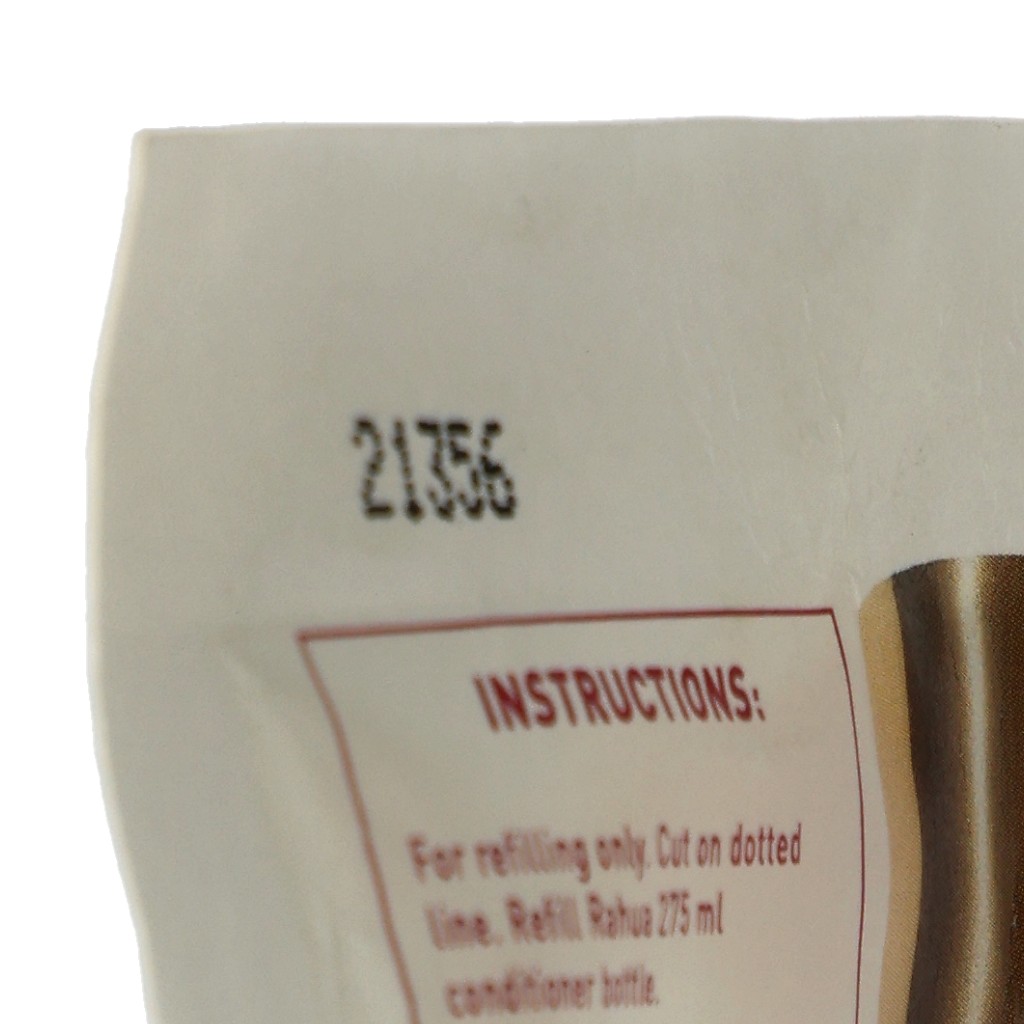 21356
INSTRUCTIONS:
For refilling only. Cut on dotted
line. Refill Rahua 275 ml
conditioner bottle.